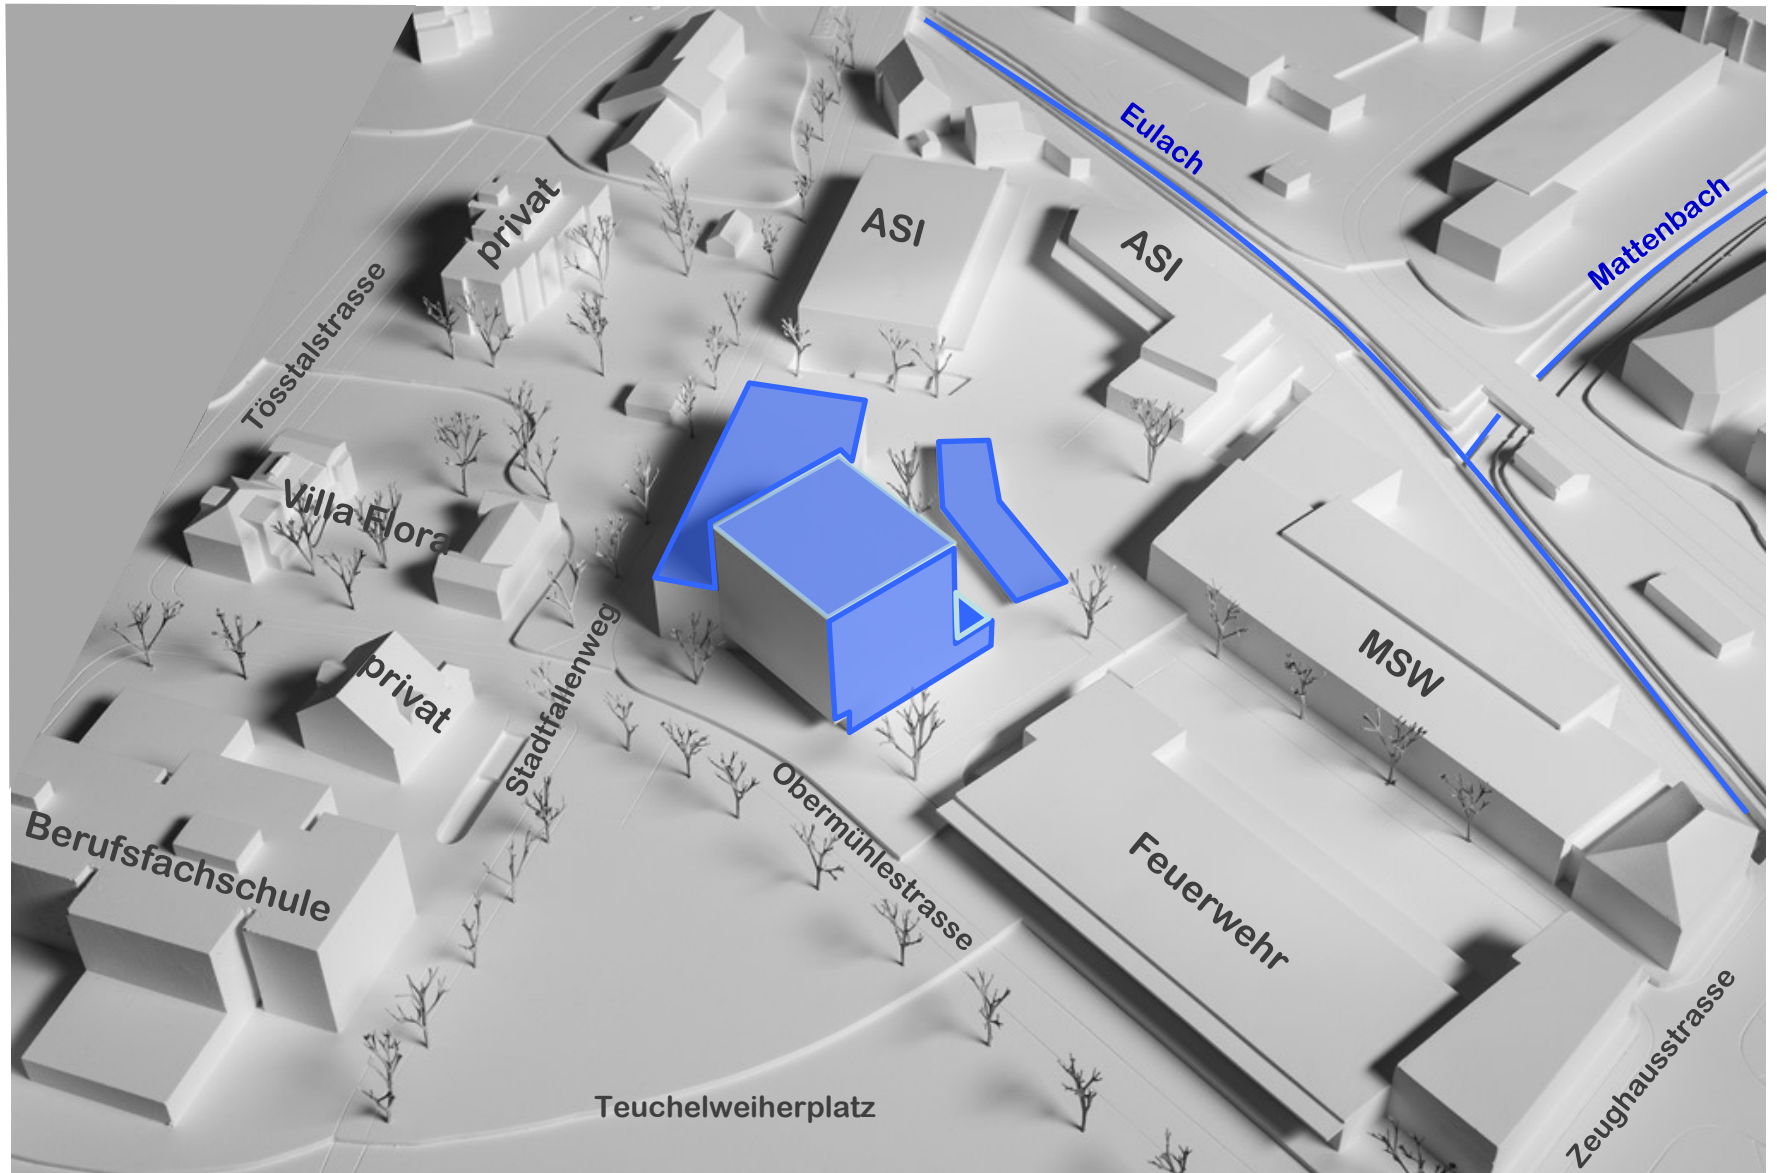 Eulach
Mattenbach
privat
ASI
ASI
Tösstalstrasse
Villa Flora
Stadtfallenweg
privat
MSW
Obermühlestrasse
Berufsfachschule
Feuerwehr
Zeughausstrasse
Teuchelweiherplatz